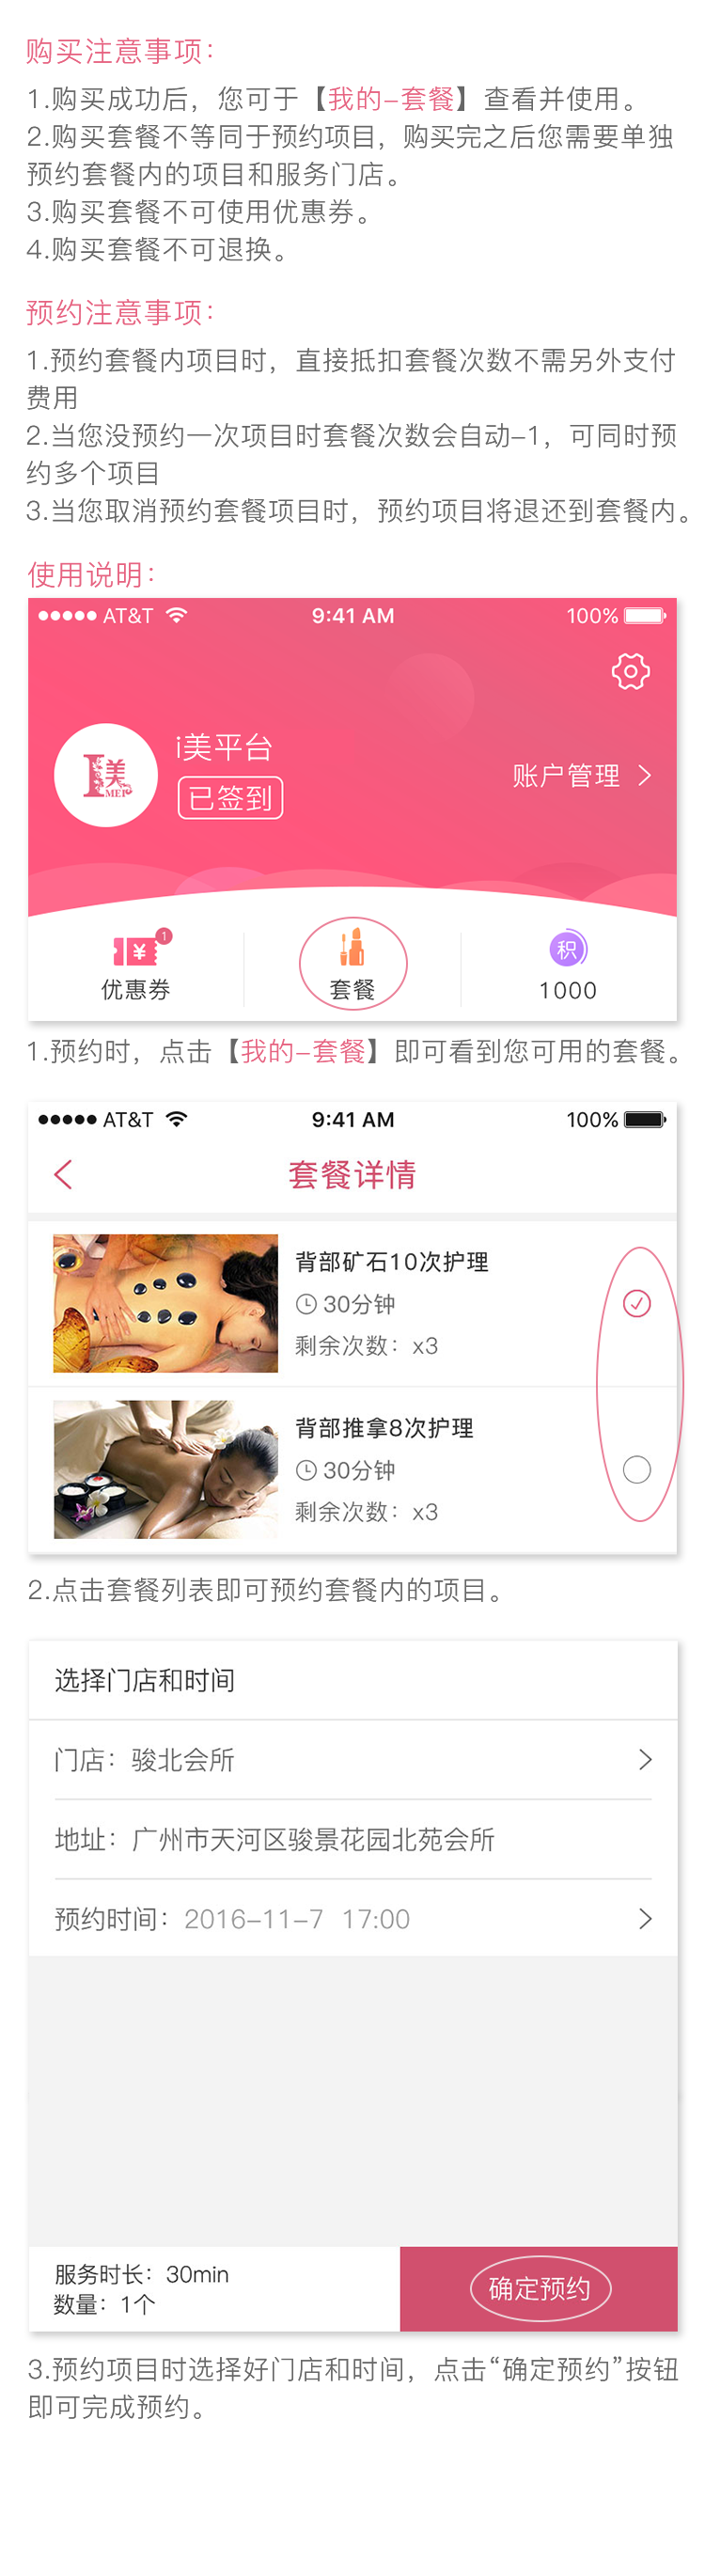 购买注意事项：
1.购买成功后，您可于【我的-套餐】查看并使用。
2.购买套餐不等同于预约项目，购买完之后您需要单独
预约套餐内的项目和服务门店。
3.购买套餐不可使用优惠券。
4.购买套餐不可退换。
预约注意事项：
1.预约套餐内项目时，直接抵扣套餐次数不需另外支付
费用
2.当您没预约一次项目时套餐次数会自动-1，可同时预
约多个项目
3.当您取消预约套餐项目时，预约项目将退还到套餐内。
使用说明：
AT&T 9:41 AM 100%
i美平台
I美 MEI
已签到
账户管理
¥ 1
积
优惠券 套餐 1000
1.预约时，点击【我的-套餐】即可看到您可用的套餐。
AT&T 9:41 AM 100%
套餐详情
背部矿石10次护理
30分钟
剩余次数：x3
背部推拿8次护理
30分钟
剩余次数：x3
2.点击套餐列表即可预约套餐内的项目。
选择门店和时间
门店：骏北会所
地址：广州市天河区骏景花园北苑会所
预约时间：2016-11-7 17:00
服务时长：30min
数量：1个
确定预约
3.预约项目时选择好门店和时间，点击“确定预约”按钮
即可完成预约。